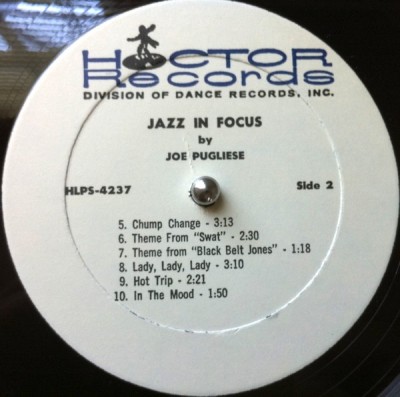 HOCTOR
Records
DIVISION OF DANCE RECORDS, INC.
JAZZ IN FOCUS
by
JOE PUGLIESE
HLPS-4237
Side 2
5. Chump Change - 3:13
6. Theme From "Swat" - 2:30
7. Theme from "Black Belt Jones" - 1:18
8. Lady, Lady, Lady - 3:10
9. Hot Trip - 2:21
10. In The Mood - 1:50